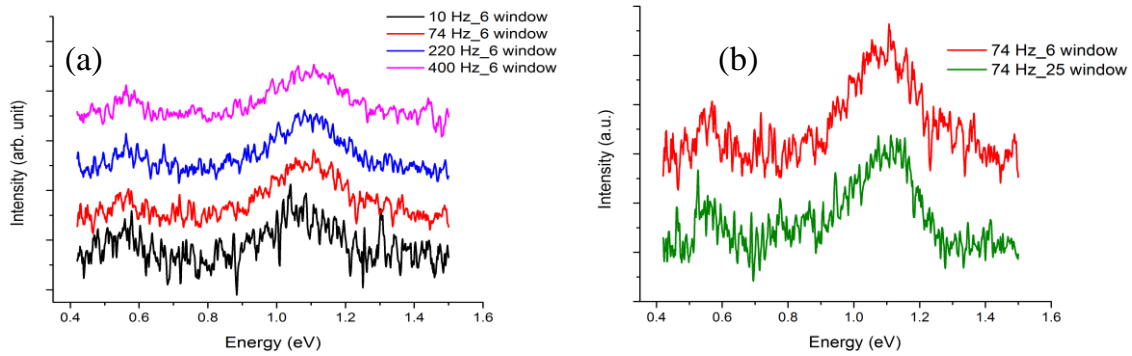 (a)
10 Hz_6 window
74 Hz_6 window
220 Hz_6 window
400 Hz_6 window
Intensity (arb. unit)
0.4 0.6 0.8 1.0 1.2 1.4 1.6
Energy (eV)
(b)
74 Hz_6 window
74 Hz_25 window
Intensity (a.u.)
0.4 0.6 0.8 1.0 1.2 1.4 1.6
Energy (eV)